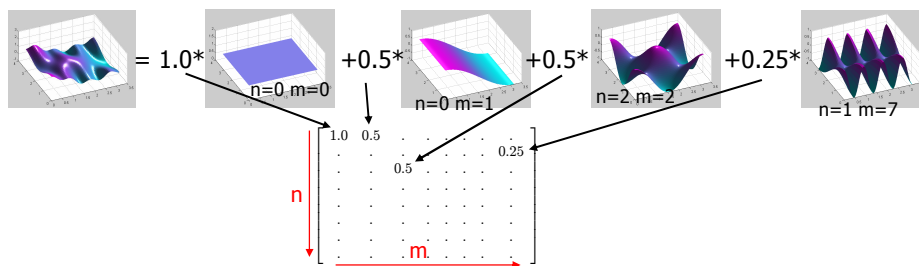 = 1.0* +0.5* +0.5* +0.25*
n=0 m=0 n=0 m=1 n=2 m=2 n=1 m=7
1.0 0.5 . . . . . .
. . . . . . 0.25
. . 0.5 . . . . .
n
m